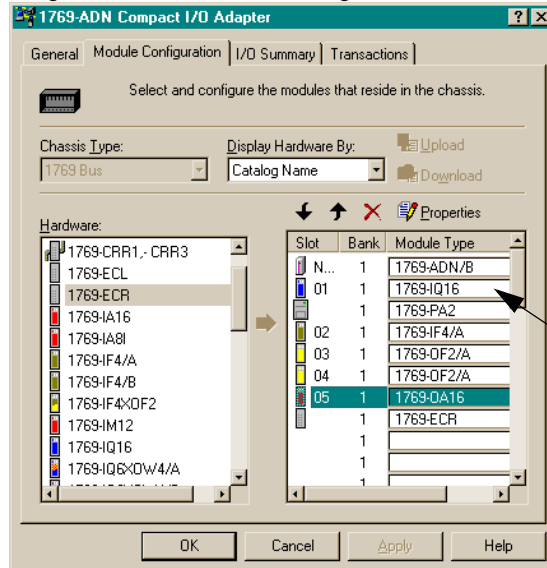 1769-ADN Compact I/O Adapter
General Module Configuration I/O Summary Transactions
Select and configure the modules that reside in the chassis.
Chassis Type: Display Hardware By: Upload
1769 Bus Catalog Name Download
Hardware: Properties
1769-CRR1,- CRR3
1769-ECL
1769-ECR
1769-IA16
1769-IA8I
1769-IF4/A
1769-IF4/B
1769-IF4XOF2
1769-IM12
1769-IQ16
1769-IQ6XOW4/A
Slot Bank Module Type
N... 1 1769-ADN/B
01 1 1769-IQ16
1 1769-PA2
02 1 1769-IF4/A
03 1 1769-OF2/A
04 1 1769-OF2/A
05 1 1769-OA16
1 1769-ECR
1
1
1
OK Cancel Apply Help